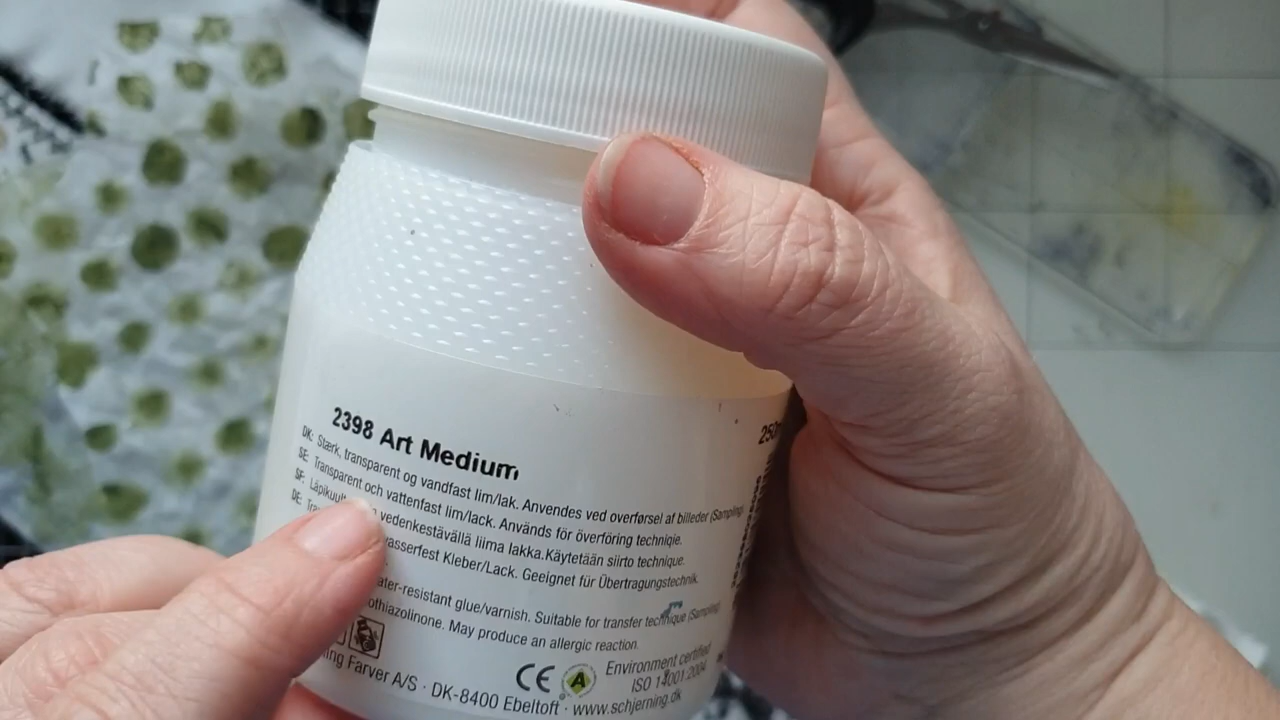 2398 Art Medium
250m
DK: Stærk, transparent og vandfast lim/lak. Anvendes ved overførsel af billeder (Sampling)
SE: Transparent och vattenfast lim/lack. Används för överföring techniqie.
SF: vedenkestävällä liima lakka.Käytetään siirto technique.
DE: wasserfest Kleber/Lack. Geeignet für Übertragungstechnik.
ater-resistant glue/varnish. Suitable for transfer technique (Sampling)
othiazolinone. May produce an allergic reaction.
CE A Environment certified
ISO 14001:2004
ing Farver A/S · DK-8400 Ebeltoft · www.schjerning.dk